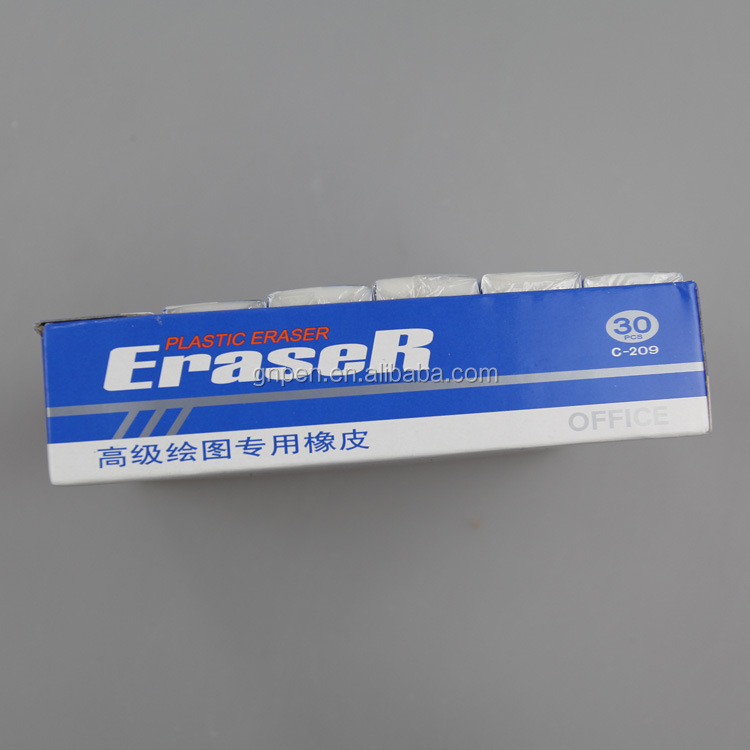 PLASTIC ERASER
EraseR
30
PCS
C-209
gnpen.en.alibaba.com
OFFICE
高级绘图专用橡皮